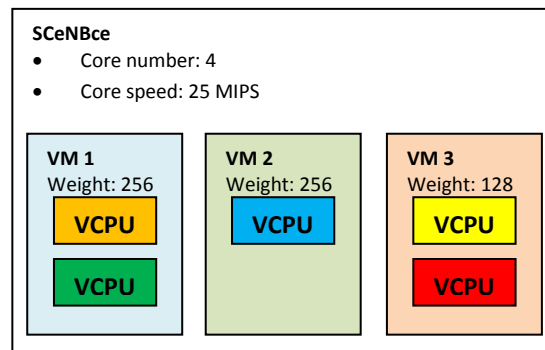 SCeNBce
• Core number: 4
• Core speed: 25 MIPS
VM 1
Weight: 256
VCPU
VCPU
VM 2
Weight: 256
VCPU
VM 3
Weight: 128
VCPU
VCPU